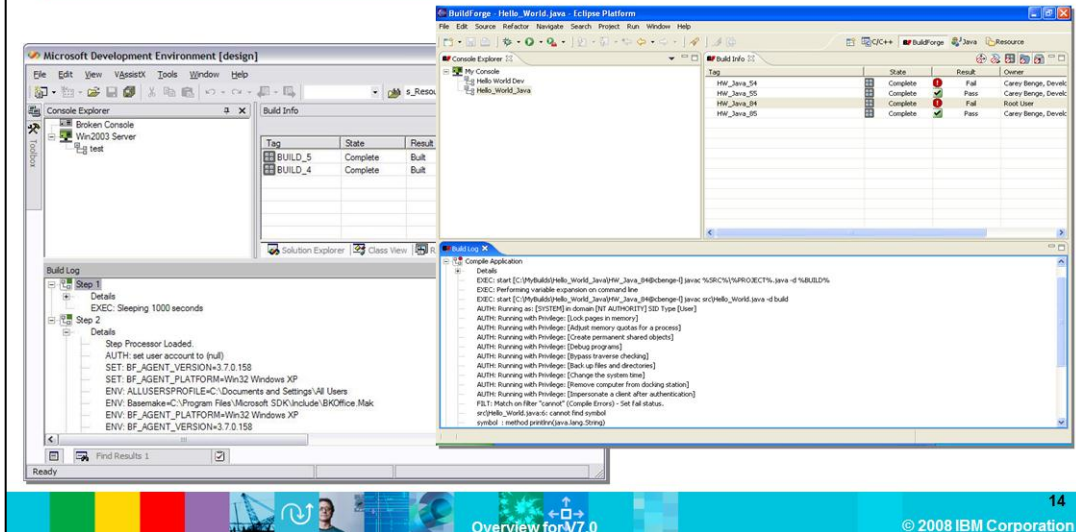 BuildForge - Hello_World.java - Eclipse Platform
File Edit Source Refactor Navigate Search Project Run Window Help
C/C++ BuildForge Java Resource
Console Explorer
My Console
Hello World Dev
Hello_World_Java
Build Info
Tag State Result Owner
HW_Java_54 Complete Fail Carey Benge, Develc
HW_Java_55 Complete Pass Carey Benge, Develc
HW_Java_84 Complete Fail Root User
HW_Java_85 Complete Pass Carey Benge, Develc
Build Log
Compile Application
Details
EXEC: start [C:\MyBuilds\Hello_World_Java\HW_Java_84@cbenge-l] javac %SRC%\%PROJECT%.java -d %BUILD%
EXEC: Performing variable expansion on command line
EXEC: start [C:\MyBuilds\Hello_World_Java\HW_Java_84@cbenge-l] javac src\Hello_World.java -d build
AUTH: Running as: [SYSTEM] in domain [NT AUTHORITY] SID Type [User]
AUTH: Running with Privilege: [Lock pages in memory]
AUTH: Running with Privilege: [Adjust memory quotas for a process]
AUTH: Running with Privilege: [Create permanent shared objects]
AUTH: Running with Privilege: [Debug programs]
AUTH: Running with Privilege: [Bypass traverse checking]
AUTH: Running with Privilege: [Back up files and directories]
AUTH: Running with Privilege: [Change the system time]
AUTH: Running with Privilege: [Remove computer from docking station]
AUTH: Running with Privilege: [Impersonate a client after authentication]
FILT: Match on filter "cannot" (Compile Errors) - Set fail status.
src\Hello_World.java:6: cannot find symbol
symbol : method printlnn(java.lang.String)
Microsoft Development Environment [design]
File Edit View VAssistX Tools Window Help
s_Resou
Console Explorer
Toolbox
Broken Console
Win2003 Server
test
Build Info
Tag State Result
BUILD_5 Complete Built
BUILD_4 Complete Built
Solution Explorer Class View R
Build Log
Step 1
Details
EXEC: Sleeping 1000 seconds
Step 2
Details
Step Processor Loaded.
AUTH: set user account to (null)
SET: BF_AGENT_VERSION=3.7.0.158
SET: BF_AGENT_PLATFORM=Win32 Windows XP
ENV: ALLUSERSPROFILE=C:\Documents and Settings\All Users
ENV: Basemake=C:\Program Files\Microsoft SDK\Include\BKOffice.Mak
ENV: BF_AGENT_PLATFORM=Win32 Windows XP
ENV: BF_AGENT_VERSION=3.7.0.158
Find Results 1
Ready
14
Overview for V7.0
© 2008 IBM Corporation